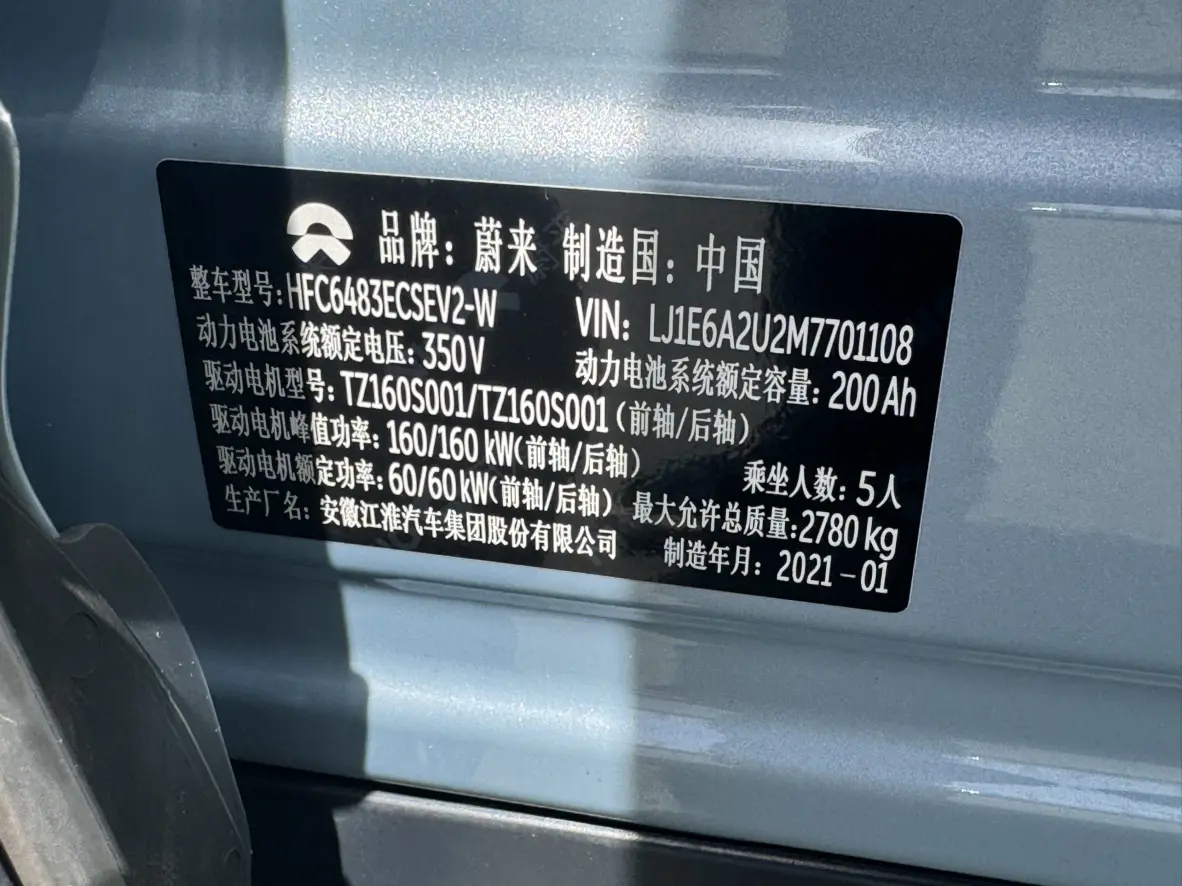 品牌：蔚来 制造国：中国
整车型号：HFC6483ECSEV2-W VIN：LJ1E6A2U2M7701108
动力电池系统额定电压：350V 动力电池系统额定容量：200Ah
驱动电机型号：TZ160S001/TZ160S001（前轴/后轴）
驱动电机峰值功率：160/160 kW（前轴/后轴） 乘坐人数：5人
驱动电机额定功率：60/60kW（前轴/后轴） 最大允许总质量：2780 kg
生产厂名：安徽江淮汽车集团股份有限公司 制造年月：2021-01